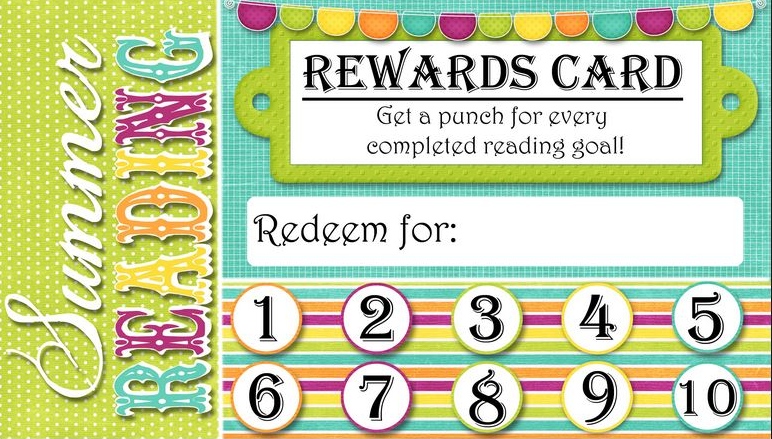 Summer
READING
REWARDS CARD
Get a punch for every
completed reading goal!
Redeem for:
1 2 3 4 5
6 7 8 9 10